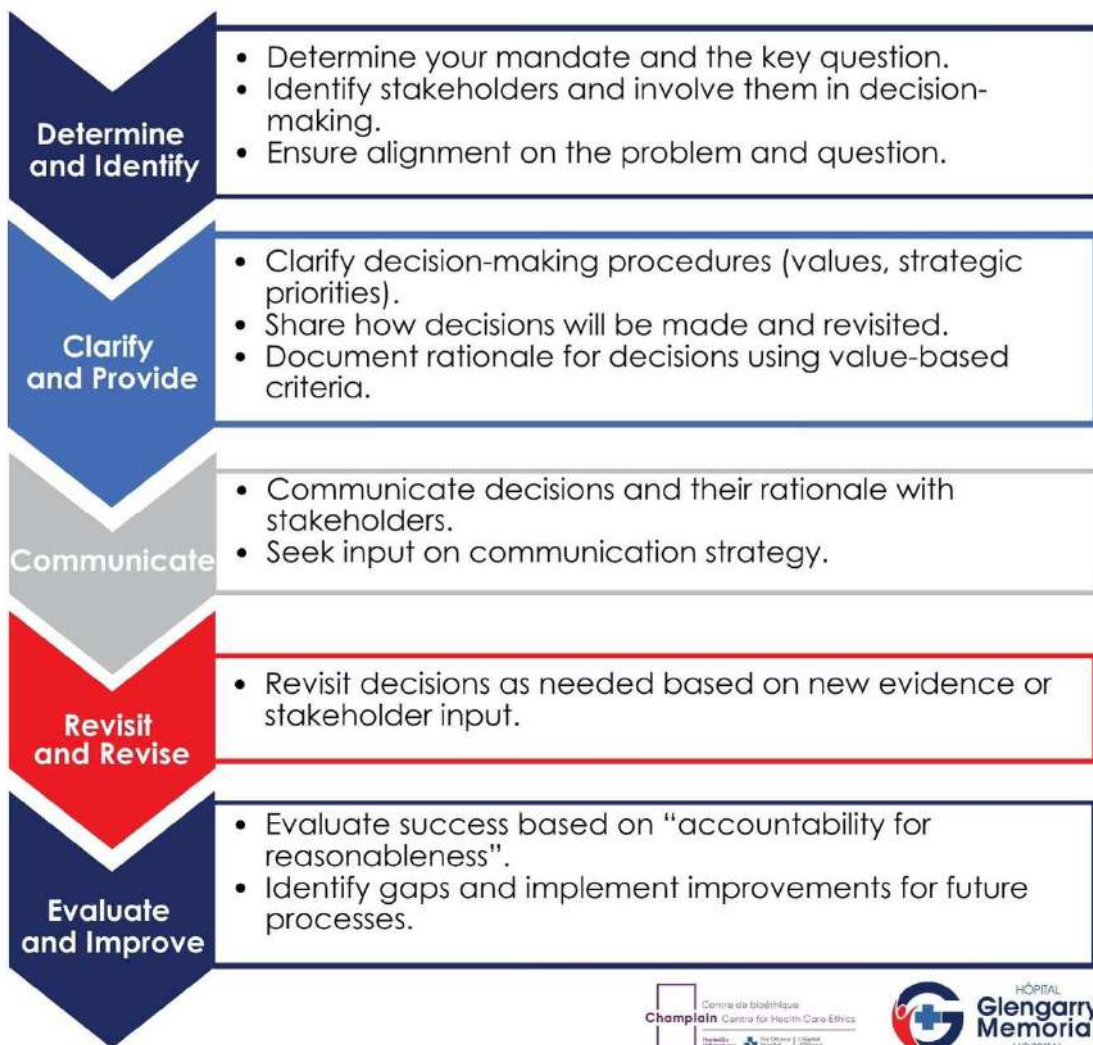 Determine
and Identify
• Determine your mandate and the key question.
• Identify stakeholders and involve them in decision-
making.
• Ensure alignment on the problem and question.
Clarify
and Provide
• Clarify decision-making procedures (values, strategic
priorities).
• Share how decisions will be made and revisited.
• Document rationale for decisions using value-based
criteria.
Communicate
• Communicate decisions and their rationale with
stakeholders.
• Seek input on communication strategy.
Revisit
and Revise
• Revisit decisions as needed based on new evidence or
stakeholder input.
Evaluate
and Improve
• Evaluate success based on “accountability for
reasonableness”.
• Identify gaps and implement improvements for future
processes.
Centre de bioéthique
Champlain Centre for Health Care Ethics
HÔPITAL
Glengarry
Memorial